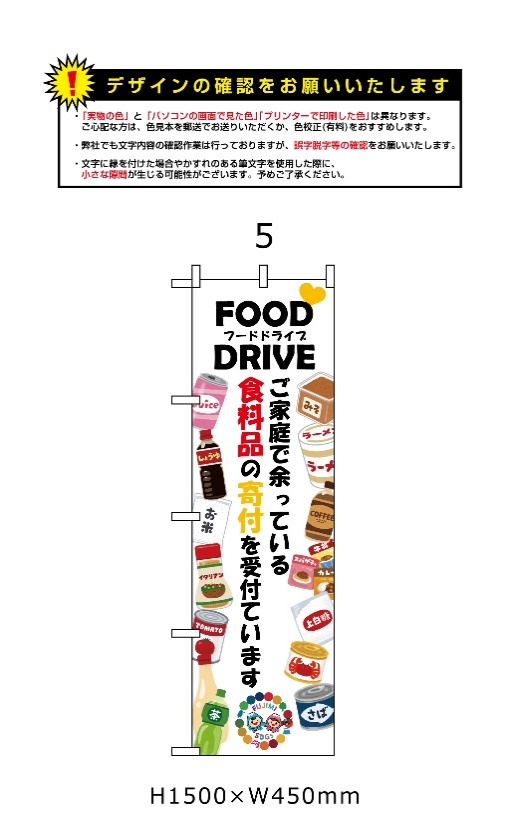 デザインの確認をお願いいたします
・「実物の色」と「パソコンの画面で見た色」「プリンターで印刷した色」は異なります。
ご心配な方は、色見本を郵送でお送りいただくか、色校正(有料)をおすすめします。
・弊社でも文字内容の確認作業は行っておりますが、誤字脱字等の確認をお願いいたします。
・文字に縁を付けた場合やかすれのある筆文字を使用した際に、
小さな隙間が生じる可能性がございます。予めご了承ください。
5
FOOD
フードドライブ
DRIVE
ご家庭で余っている
食料品の寄付を受付ています
juice
しょうゆ
お米
イタリアン
TOMATO
茶
みそ
ラーメン
ラーメ
COFFEE
牛丼
スパゲティ
カレー
上白糖
さば
FUJIMI
SDGs
H1500×W450mm